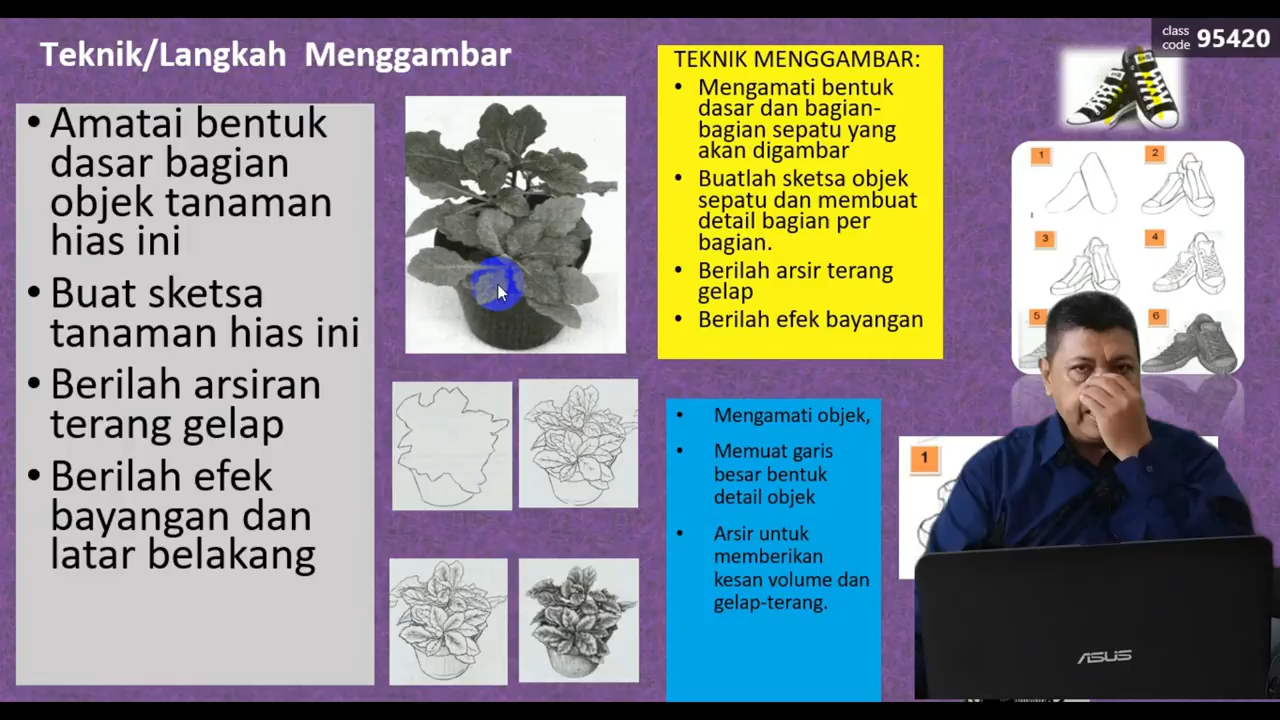 Teknik/Langkah Menggambar
class
code 95420
• Amatai bentuk
dasar bagian
objek tanaman
hias ini
• Buat sketsa
tanaman hias ini
• Berilah arsiran
terang gelap
• Berilah efek
bayangan dan
latar belakang
TEKNIK MENGGAMBAR:
• Mengamati bentuk
dasar dan bagian-
bagian sepatu yang
akan digambar
• Buatlah sketsa objek
sepatu dan membuat
detail bagian per
bagian.
• Berilah arsir terang
gelap
• Berilah efek bayangan
• Mengamati objek,
• Memuat garis
besar bentuk
detail objek
• Arsir untuk
memberikan
kesan volume dan
gelap-terang.
1
2
3
4
5
6
1
ASUS